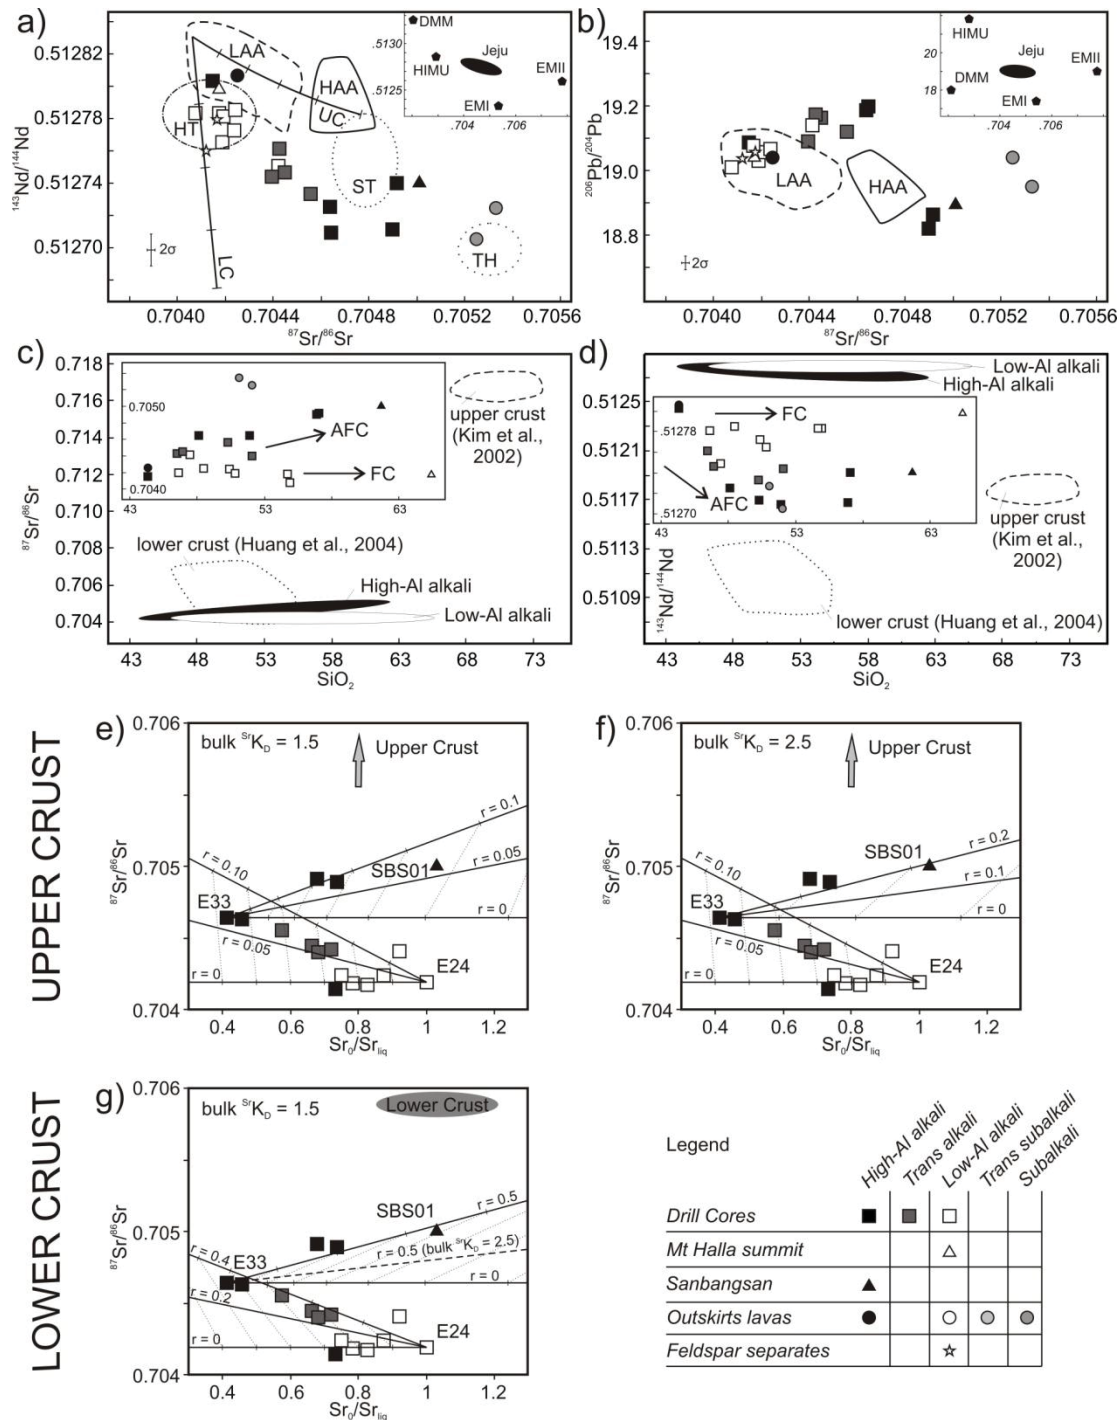 a)
0.51282
0.51278
0.51274
0.51270
¹⁴³Nd/¹⁴⁴Nd
LAA
HAA
UC
HT
ST
TH
LC
2σ
DMM
HIMU
Jeju
EMII
EMI
.5130
.5125
.704
.706
0.7040
0.7044
0.7048
0.7052
0.7056
⁸⁷Sr/⁸⁶Sr
b)
19.4
19.2
19.0
18.8
²⁰⁶Pb/²⁰⁴Pb
LAA
HAA
2σ
HIMU
Jeju
DMM
EMII
EMI
20
18
.704
.706
0.7040
0.7044
0.7048
0.7052
0.7056
⁸⁷Sr/⁸⁶Sr
c)
0.718
0.716
0.714
0.712
0.710
0.708
0.706
0.704
⁸⁷Sr/⁸⁶Sr
0.7050
0.7040
AFC
FC
43
53
63
upper crust
(Kim et al.,
2002)
lower crust (Huang et al., 2004)
High-Al alkali
Low-Al alkali
43
48
53
58
63
68
73
SiO₂
d)
0.5125
0.5121
0.5117
0.5113
0.5109
¹⁴³Nd/¹⁴⁴Nd
Low-Al alkali
High-Al alkali
.51278
.51270
FC
AFC
43
53
63
upper crust
(Kim et al.,
2002)
lower crust (Huang et al., 2004)
43
48
53
58
63
68
73
SiO₂
UPPER CRUST
e)
0.706
0.705
0.704
⁸⁷Sr/⁸⁶Sr
bulk ˢʳK_D = 1.5
Upper Crust
r = 0.1
r = 0.05
r = 0
r = 0.10
r = 0.05
r = 0
SBS01
E33
E24
0.4
0.6
0.8
1
1.2
Sr₀/Sr_liq
f)
0.706
0.705
0.704
⁸⁷Sr/⁸⁶Sr
bulk ˢʳK_D = 2.5
Upper Crust
r = 0.2
r = 0.1
r = 0
r = 0.10
r = 0.05
r = 0
SBS01
E33
E24
0.4
0.6
0.8
1
1.2
Sr₀/Sr_liq
LOWER CRUST
g)
0.706
0.705
0.704
⁸⁷Sr/⁸⁶Sr
bulk ˢʳK_D = 1.5
Lower Crust
SBS01
r = 0.5
r = 0.5 (bulk ˢʳK_D = 2.5)
r = 0
r = 0.4
E33
r = 0.2
r = 0
E24
0.4
0.6
0.8
1
1.2
Sr₀/Sr_liq
Legend
High-Al alkali
Trans alkali
Low-Al alkali
Trans subalkali
Subalkali
Drill Cores
Mt Halla summit
Sanbangsan
Outskirts lavas
Feldspar separates